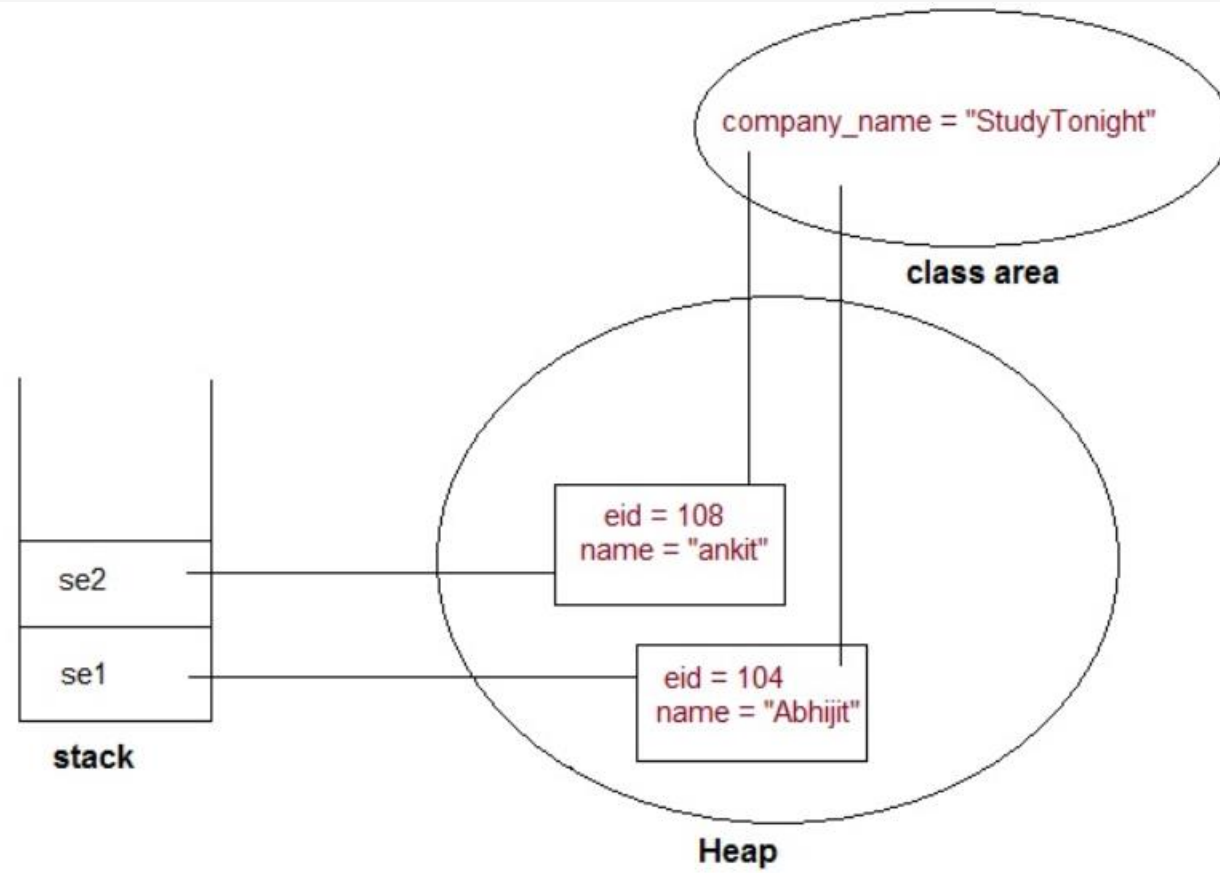 company_name = "StudyTonight"
class area
eid = 108
name = "ankit"
se2
se1
eid = 104
name = "Abhijit"
stack
Heap